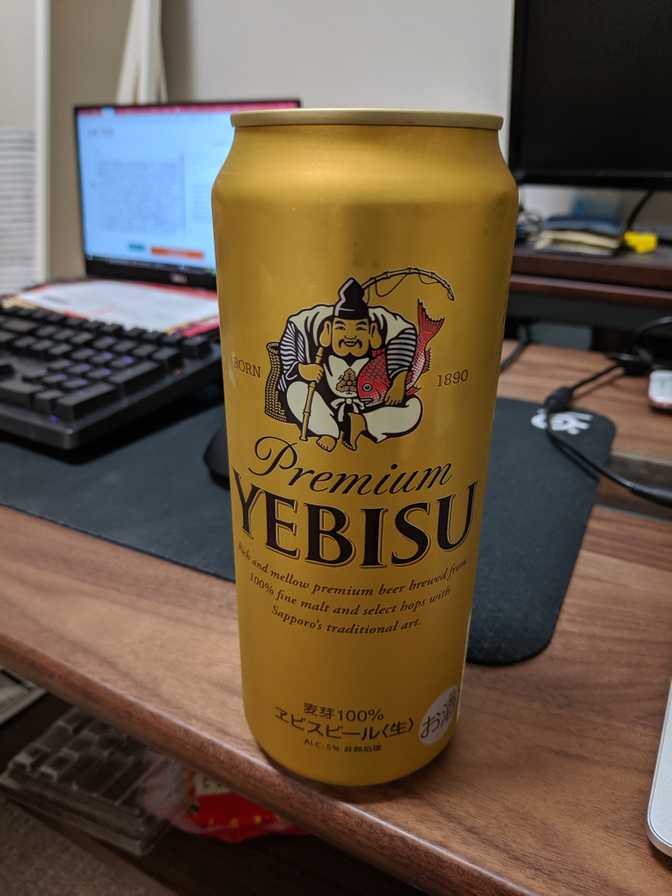 BORN
1890
Premium
YEBISU
Rich and mellow premium beer brewed from
100% fine malt and select hops with
Sapporo's traditional art.
麦芽100%
ヱビスビール〈生〉
ALC. 5% 非熱処理
お酒
DELL